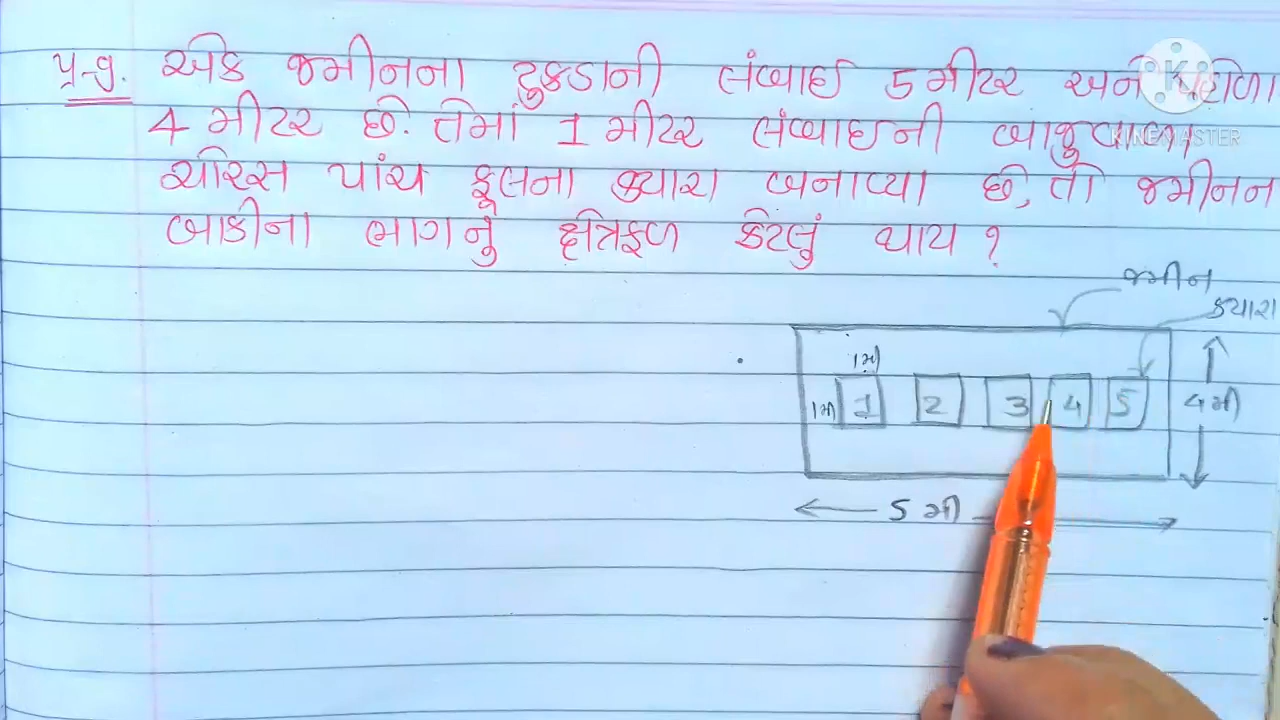 પ્ર-૭. એક જમીનના ટુકડાની લંબાઈ 5 મીટર અને પહોળા
4 મીટર છે. તેમાં 1 મીટર લંબાઈની બાજુવાળા
ચોરસ પાંચ ફૂલના ક્યારા બનાવ્યા છે, તો જમીનન
બાકીના ભાગનું ક્ષેત્રફળ કેટલું થાય ?
જમીન
ક્યારા
1મી
1મી 1 2 3 4 5 4મી
5 મી
K
KINEMASTER